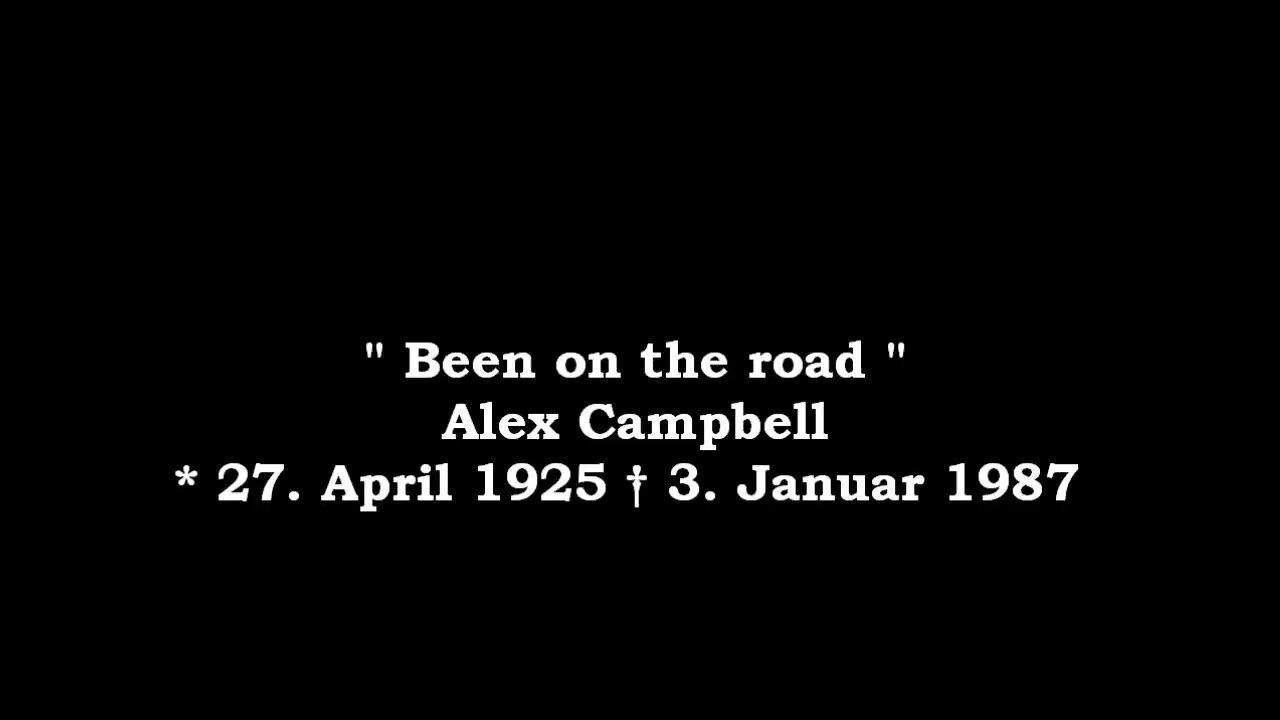 " Been on the road "
Alex Campbell
* 27. April 1925 † 3. Januar 1987